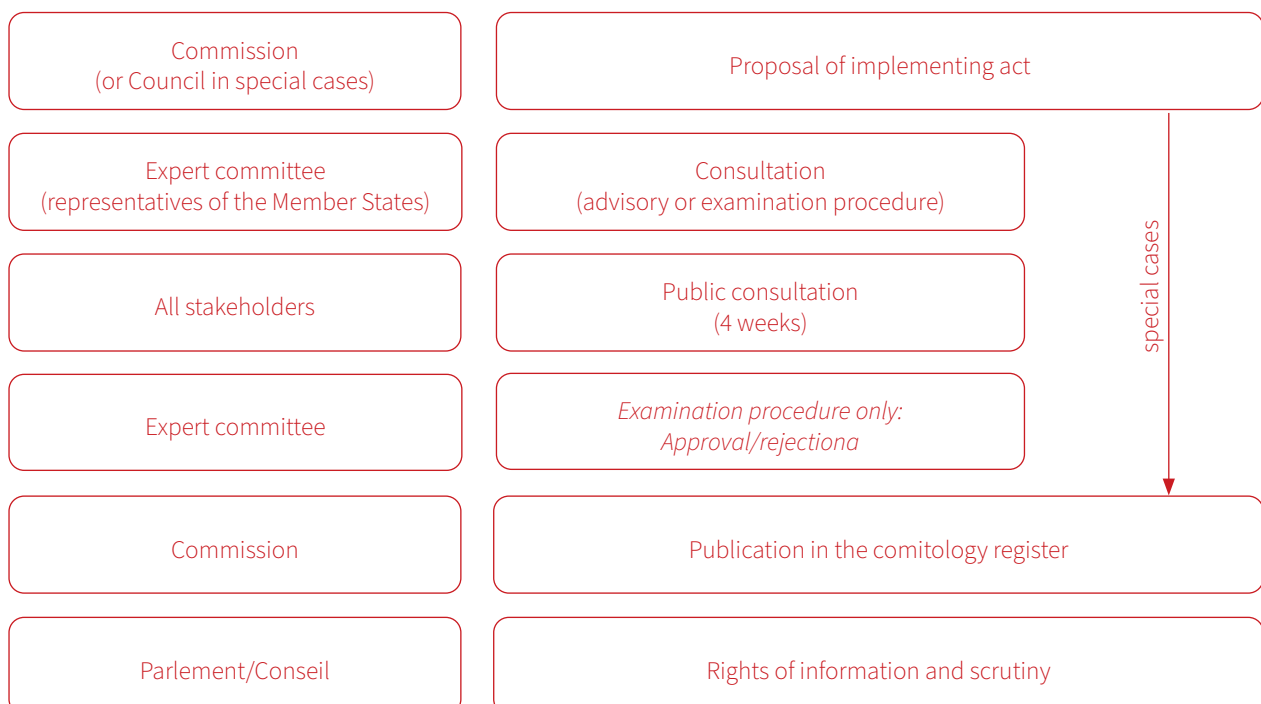 Commission
(or Council in special cases)
Proposal of implementing act
Expert committee
(representatives of the Member States)
Consultation
(advisory or examination procedure)
special cases
All stakeholders
Public consultation
(4 weeks)
Expert committee
Examination procedure only:
Approval/rejectiona
Commission
Publication in the comitology register
Parlement/Conseil
Rights of information and scrutiny